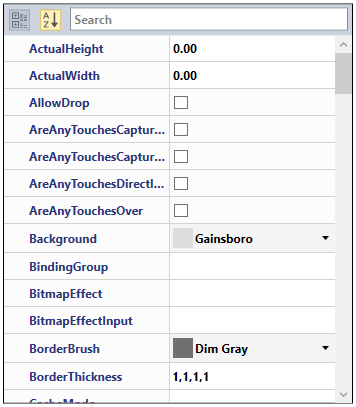 A
Z
Search
ActualHeight 0.00
ActualWidth 0.00
AllowDrop
AreAnyTouchesCaptur...
AreAnyTouchesCaptur...
AreAnyTouchesDirectl...
AreAnyTouchesOver
Background Gainsboro
BindingGroup
BitmapEffect
BitmapEffectInput
BorderBrush Dim Gray
BorderThickness 1,1,1,1
CacheMode